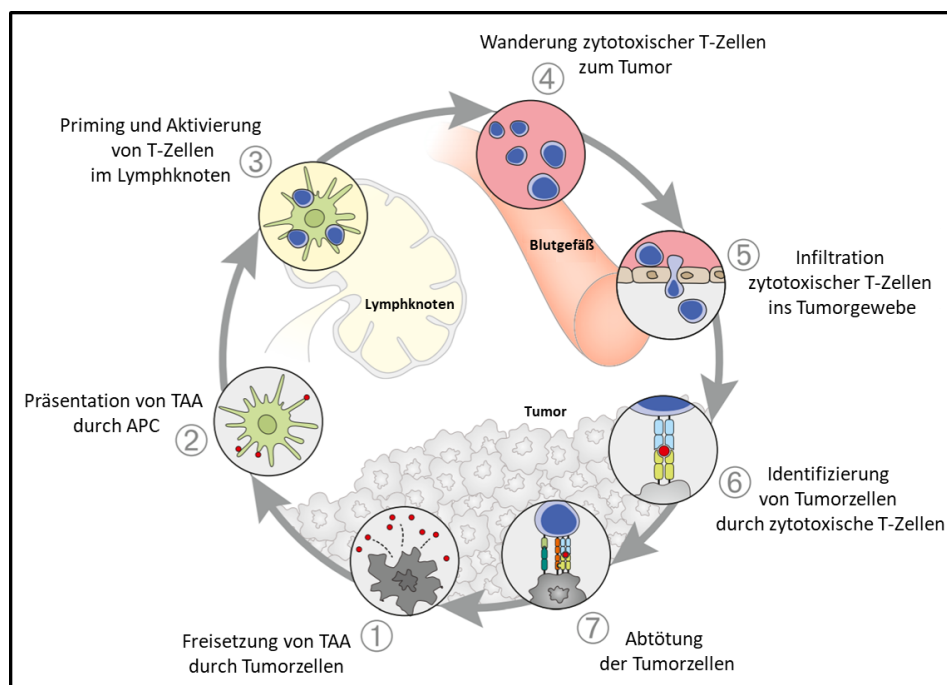 Wanderung zytotoxischer T-Zellen
zum Tumor
④
Priming und Aktivierung
von T-Zellen
im Lymphknoten
③
Blutgefäß
⑤
Infiltration
zytotoxischer T-Zellen
ins Tumorgewebe
Lymphknoten
Präsentation von TAA
durch APC
②
Tumor
⑥
Identifizierung
von Tumorzellen
durch zytotoxische T-Zellen
Freisetzung von TAA
durch Tumorzellen
①
⑦
Abtötung
der Tumorzellen